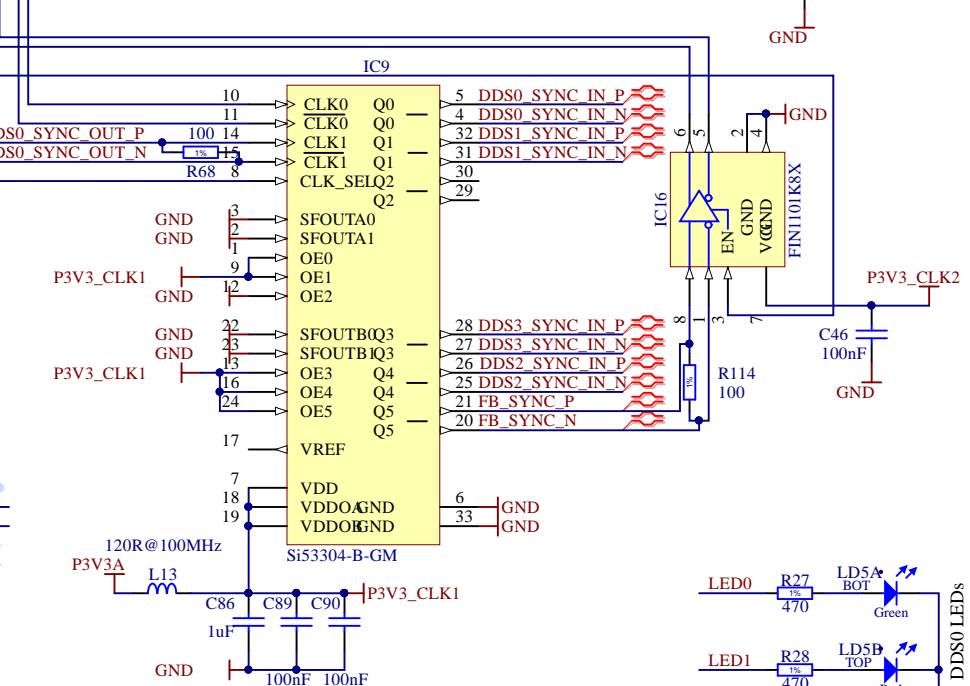 GND
IC9
10 CLK0 Q0 5 DDS0_SYNC_IN_P
11 CLK0 Q0 4 DDS0_SYNC_IN_N
DS0_SYNC_OUT_P 100 14 CLK1 Q1 32 DDS1_SYNC_IN_P
DS0_SYNC_OUT_N 1% 15 CLK1 Q1 31 DDS1_SYNC_IN_N
R68 8 CLK_SEL Q2 30
Q2 29
GND 3 SFOUTA0
GND 2 SFOUTA1
1 OE0
P3V3_CLK1 9 OE1
GND 12 OE2
GND 22 SFOUTB0 Q3 28 DDS3_SYNC_IN_P
GND 23 SFOUTB1 Q3 27 DDS3_SYNC_IN_N
P3V3_CLK1 13 OE3 Q4 26 DDS2_SYNC_IN_P
16 OE4 Q4 25 DDS2_SYNC_IN_N
24 OE5 Q5 21 FB_SYNC_P
Q5 20 FB_SYNC_N
17 VREF
7 VDD
18 VDDOA GND 6 GND
19 VDDOB GND 33 GND
Si53304-B-GM
6 5 2 4 GND
IC16
EN GND VCC GND
FIN1101K8X
8 1 3 7
P3V3_CLK2
C46
100nF
GND
1% R114
100
120R@100MHz
P3V3A
L13
C86 C89 C90 P3V3_CLK1
1uF
GND
100nF 100nF
LED0 R27 LD5A
1% BOT
470 Green
LED1 R28 LD5B
1% TOP
470
DDS0 LEDs